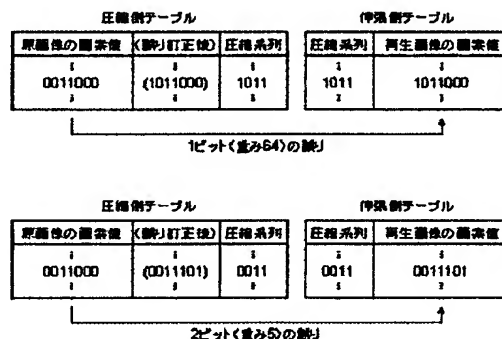 圧縮側テーブル 伸張側テーブル
原画像の画素値 (誤り訂正後) 圧縮系列 圧縮系列 再生画像の画素値
0011000 (1011000) 1011 1011 1011000
1ビット(重み64)の誤り
圧縮側テーブル 伸張側テーブル
原画像の画素値 (誤り訂正後) 圧縮系列 圧縮系列 再生画像の画素値
0011000 (0011101) 0011 0011 0011101
2ビット(重み5)の誤り